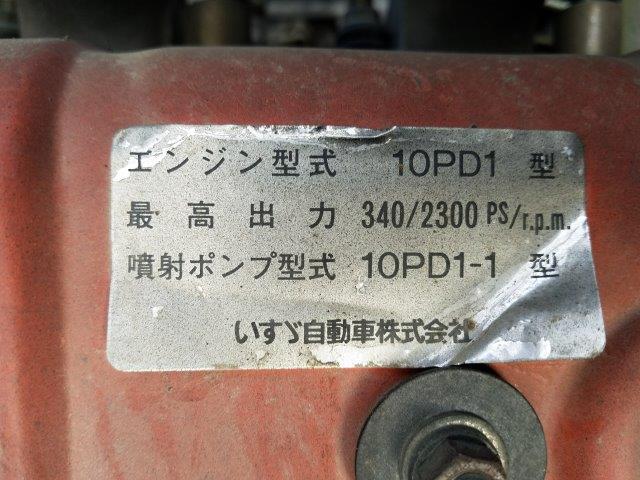 エンジン型式 10PD1 型
最高出力 340/2300 PS/r.p.m.
噴射ポンプ型式 10PD1-1 型
いすゞ自動車株式会社